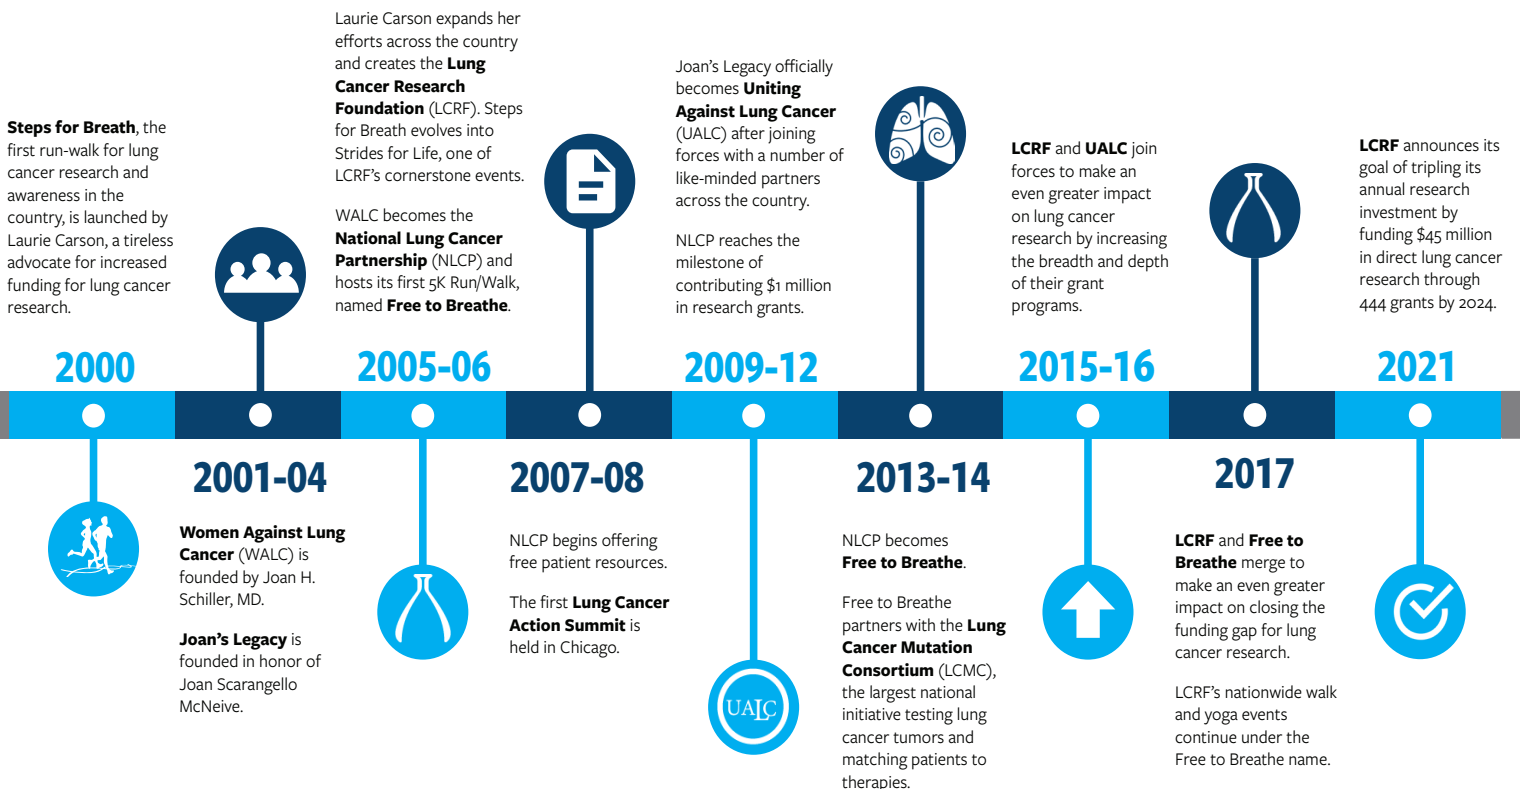 Steps for Breath, the
first run-walk for lung
cancer research and
awareness in the
country, is launched by
Laurie Carson, a tireless
advocate for increased
funding for lung cancer
research.
2000
2001-04
Women Against Lung
Cancer (WALC) is
founded by Joan H.
Schiller, MD.
Joan’s Legacy is
founded in honor of
Joan Scarangello
McNeive.
Laurie Carson expands her
efforts across the country
and creates the Lung
Cancer Research
Foundation (LCRF). Steps
for Breath evolves into
Strides for Life, one of
LCRF’s cornerstone events.
WALC becomes the
National Lung Cancer
Partnership (NLCP) and
hosts its first 5K Run/Walk,
named Free to Breathe.
2005-06
2007-08
NLCP begins offering
free patient resources.
The first Lung Cancer
Action Summit is
held in Chicago.
Joan’s Legacy officially
becomes Uniting
Against Lung Cancer
(UALC) after joining
forces with a number of
like-minded partners
across the country.
NLCP reaches the
milestone of
contributing $1 million
in research grants.
2009-12
UALC
2013-14
NLCP becomes
Free to Breathe.
Free to Breathe
partners with the Lung
Cancer Mutation
Consortium (LCMC),
the largest national
initiative testing lung
cancer tumors and
matching patients to
therapies.
LCRF and UALC join
forces to make an
even greater impact
on lung cancer
research by increasing
the breadth and depth
of their grant
programs.
2015-16
2017
LCRF and Free to
Breathe merge to
make an even greater
impact on closing the
funding gap for lung
cancer research.
LCRF’s nationwide walk
and yoga events
continue under the
Free to Breathe name.
LCRF announces its
goal of tripling its
annual research
investment by
funding $45 million
in direct lung cancer
research through
444 grants by 2024.
2021